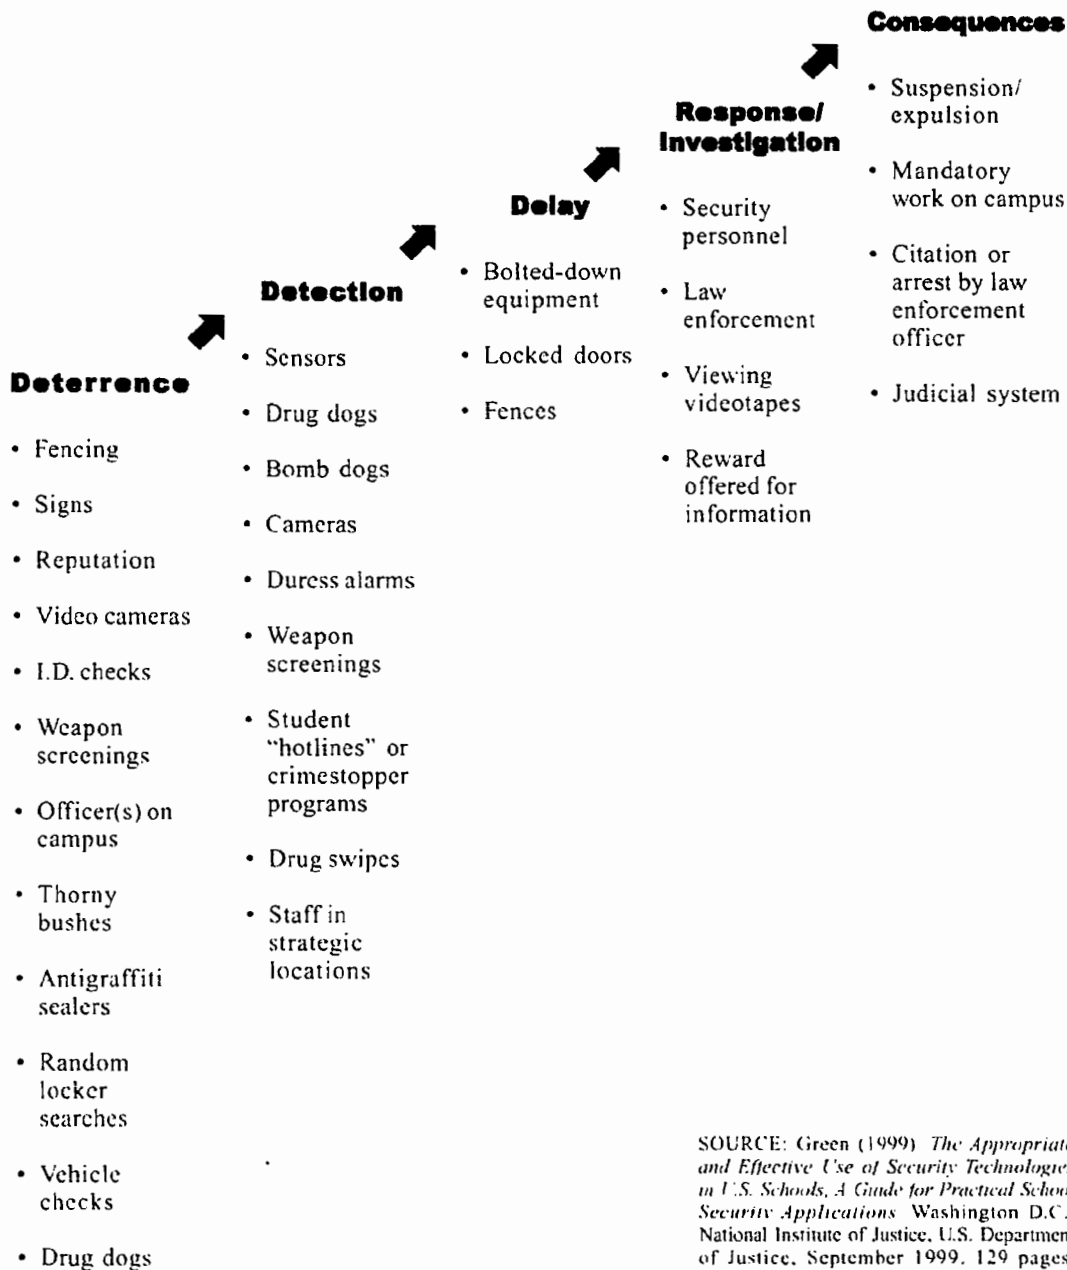 Deterrence
• Fencing
• Signs
• Reputation
• Video cameras
• I.D. checks
• Weapon
screenings
• Officer(s) on
campus
• Thorny
bushes
• Antigraffiti
sealers
• Random
locker
searches
• Vehicle
checks
• Drug dogs
Detection
• Sensors
• Drug dogs
• Bomb dogs
• Cameras
• Duress alarms
• Weapon
screenings
• Student
“hotlines” or
crimestopper
programs
• Drug swipes
• Staff in
strategic
locations
Delay
• Bolted-down
equipment
• Locked doors
• Fences
Response/
Investigation
• Security
personnel
• Law
enforcement
• Viewing
videotapes
• Reward
offered for
information
Consequences
• Suspension/
expulsion
• Mandatory
work on campus
• Citation or
arrest by law
enforcement
officer
• Judicial system
SOURCE: Green (1999) The Appropriate
and Effective Use of Security Technologie
in U.S. Schools, A Guide for Practical Schoo
Security Applications Washington D.C.
National Institute of Justice, U.S. Departmen
of Justice, September 1999. 129 pages